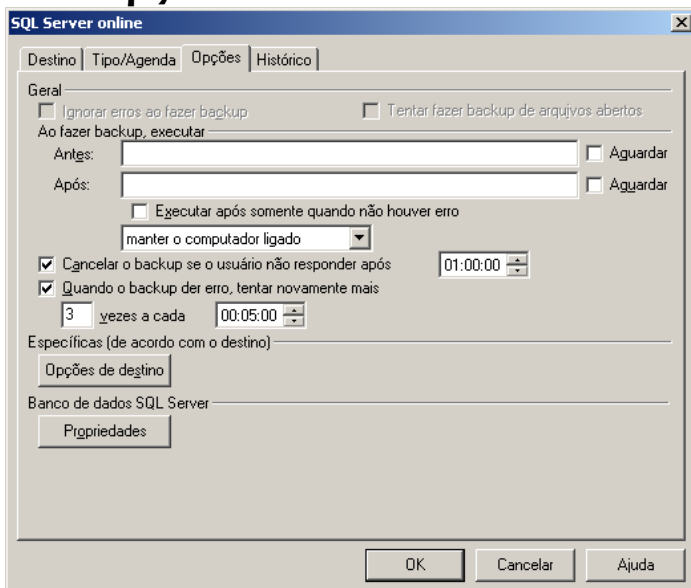 SQL Server online
Destino Tipo/Agenda Opções Histórico
Geral
Ignorar erros ao fazer backup Tentar fazer backup de arquivos abertos
Ao fazer backup, executar
Antes: Aguardar
Após: Aguardar
Executar após somente quando não houver erro
manter o computador ligado
Cancelar o backup se o usuário não responder após 01:00:00
Quando o backup der erro, tentar novamente mais
3 vezes a cada 00:05:00
Específicas (de acordo com o destino)
Opções de destino
Banco de dados SQL Server
Propriedades
OK Cancelar Ajuda